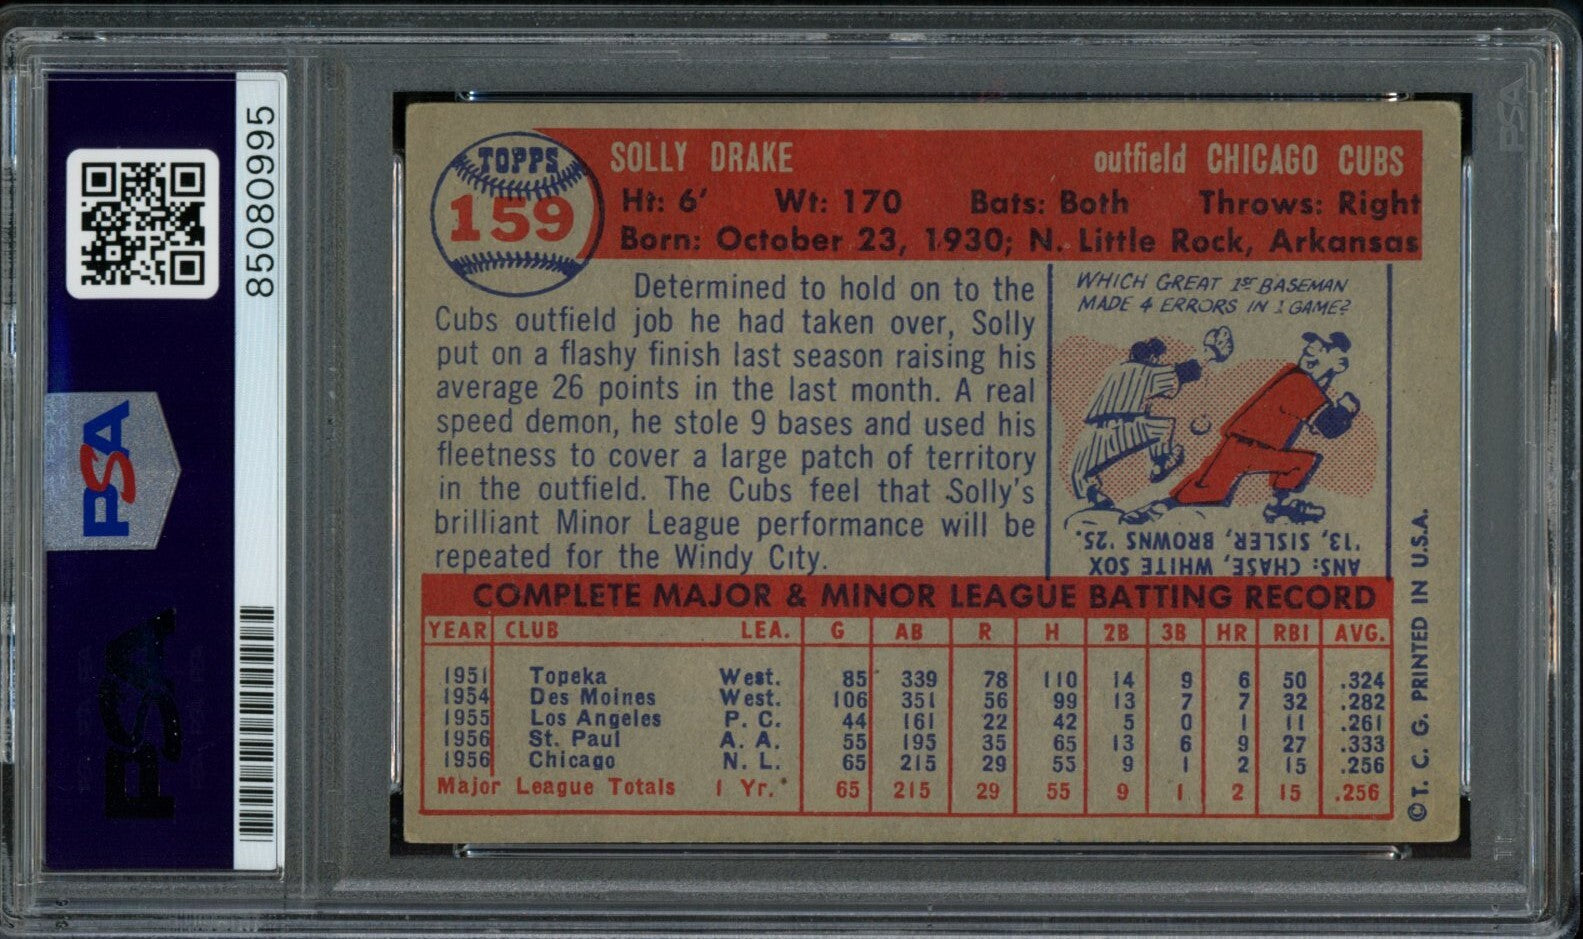 85080995
PSA
PSA
PSA
TOPPS
159
SOLLY DRAKE outfield CHICAGO CUBS
Ht: 6' Wt: 170 Bats: Both Throws: Right
Born: October 23, 1930; N. Little Rock, Arkansas
Determined to hold on to the
Cubs outfield job he had taken over, Solly
put on a flashy finish last season raising his
average 26 points in the last month. A real
speed demon, he stole 9 bases and used his
fleetness to cover a large patch of territory
in the outfield. The Cubs feel that Solly's
brilliant Minor League performance will be
repeated for the Windy City.
WHICH GREAT 1ST BASEMAN
MADE 4 ERRORS IN 1 GAME?
ANS: CHASE, WHITE SOX
'13, SISLER, BROWNS '25.
COMPLETE MAJOR & MINOR LEAGUE BATTING RECORD
YEAR CLUB LEA. G AB R H 2B 3B HR RBI AVG.
1951 Topeka West. 85 339 78 110 14 9 6 50 .324
1954 Des Moines West. 106 351 56 99 13 7 7 32 .282
1955 Los Angeles P. C. 44 161 22 42 5 0 1 11 .261
1956 St. Paul A. A. 55 195 35 65 13 6 9 27 .333
1956 Chicago N. L. 65 215 29 55 9 1 2 15 .256
Major League Totals 1 Yr. 65 215 29 55 9 1 2 15 .256
© T. C. G. PRINTED IN U.S.A.